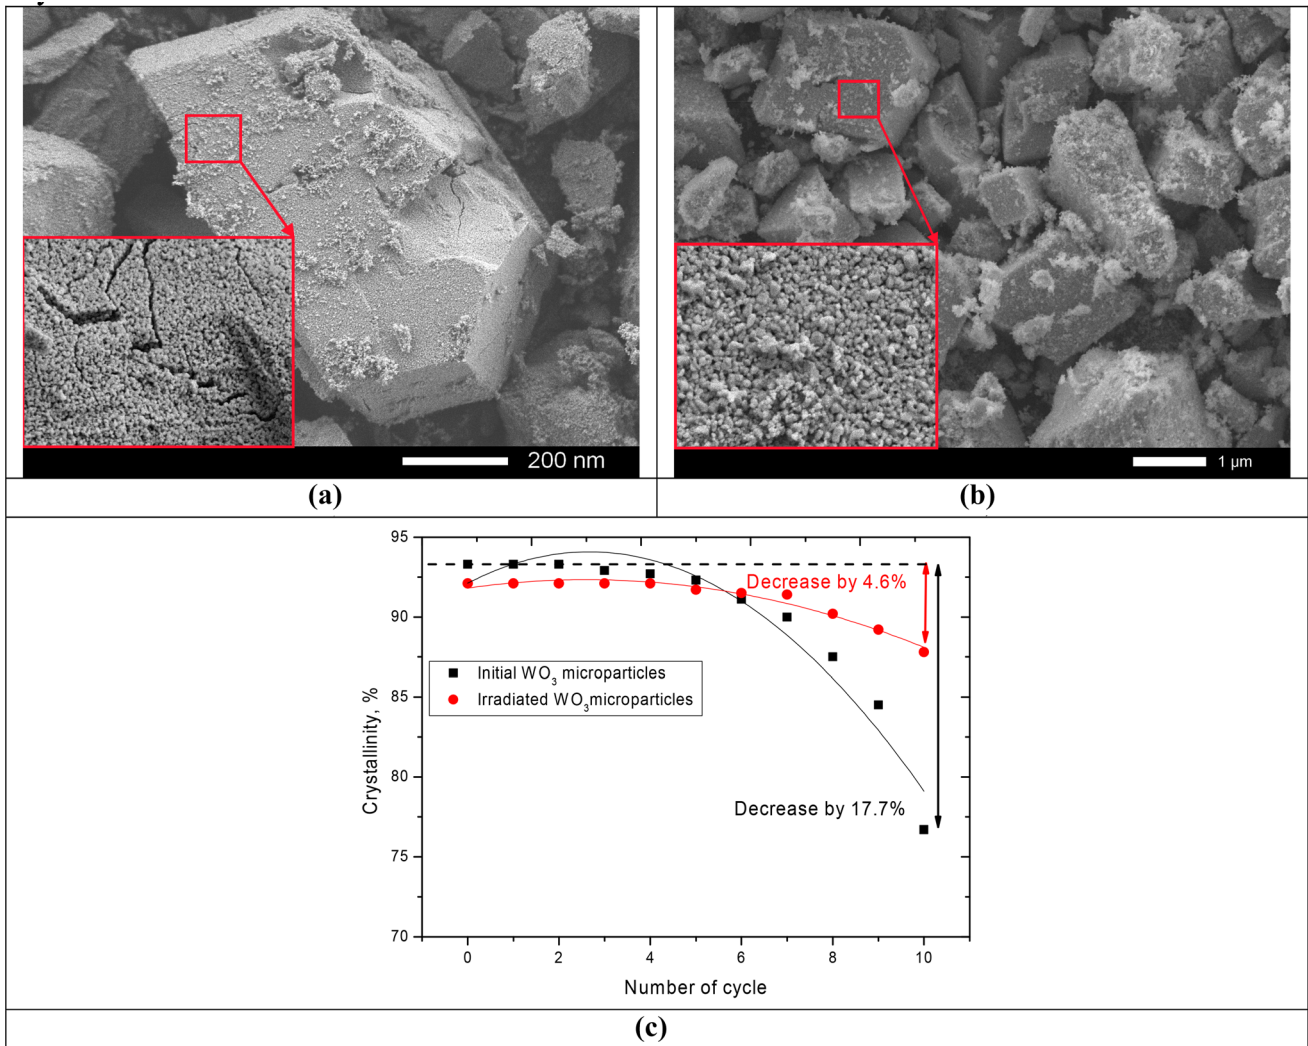 200 nm
1 µm
(a)
(b)
95
90
85
80
75
70
Crystallinity, %
Decrease by 4.6%
Initial WO₃ microparticles
Irradiated WO₃microparticles
Decrease by 17.7%
0 2 4 6 8 10
Number of cycle
(c)